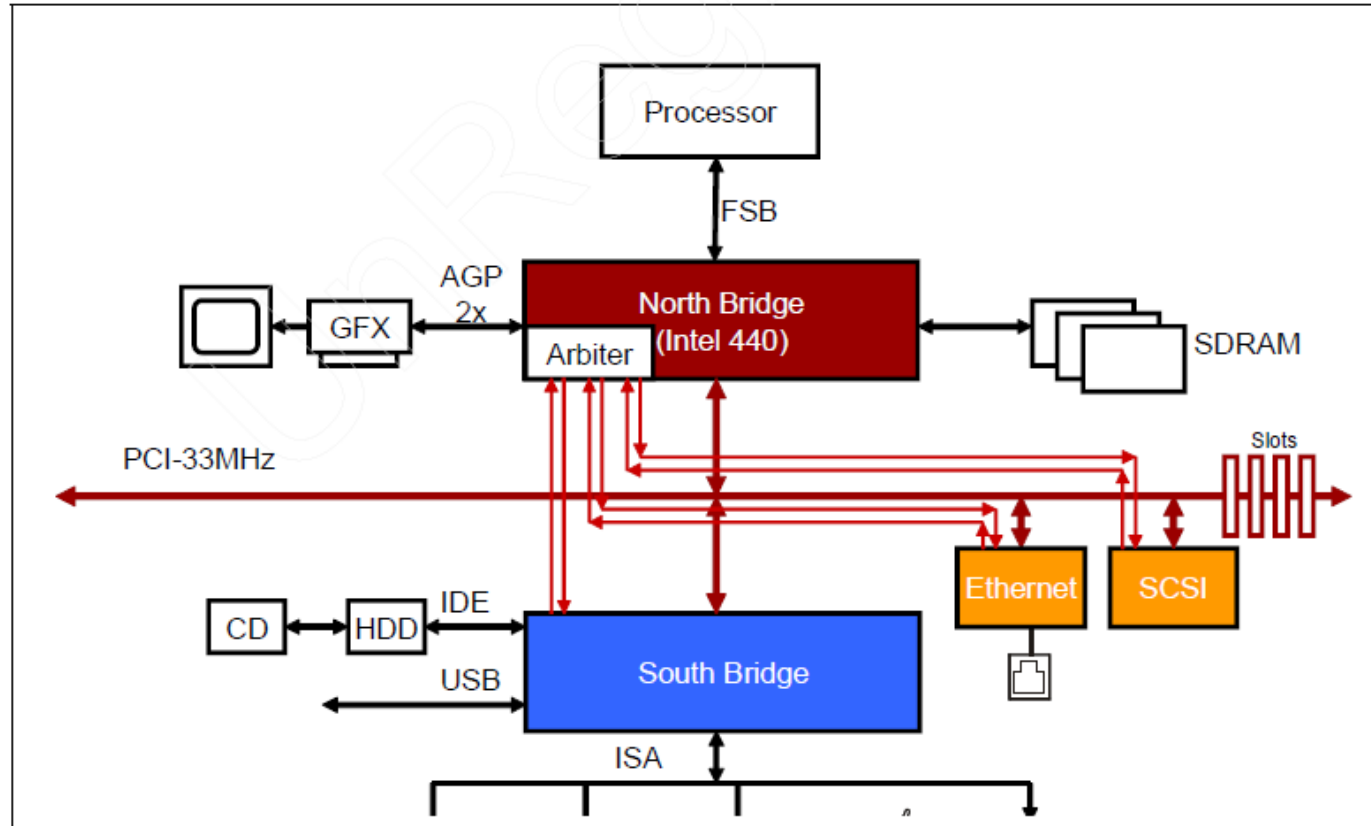 Processor
FSB
AGP
2x
North Bridge
(Intel 440)
GFX
Arbiter
SDRAM
Slots
PCI-33MHz
Ethernet
SCSI
IDE
CD
HDD
South Bridge
USB
ISA
UnReg